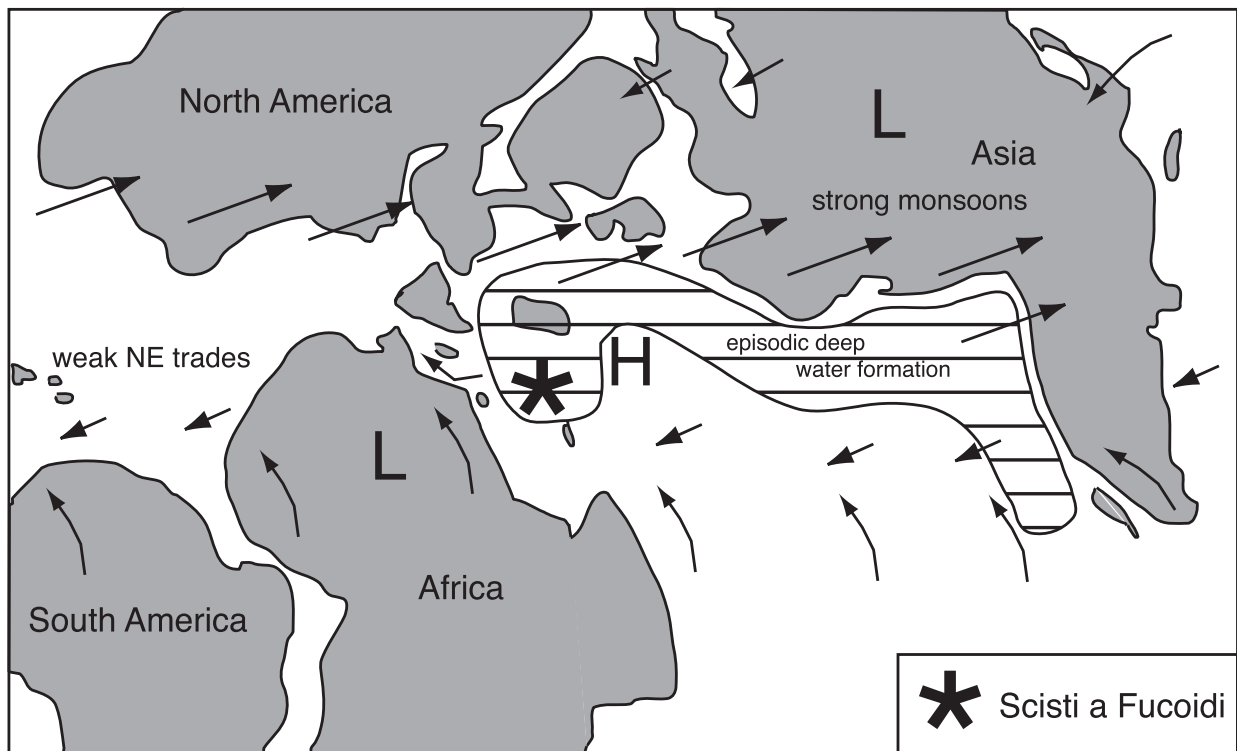 North America
L
Asia
strong monsoons
episodic deep
water formation
H
weak NE trades
L
Africa
South America
Scisti a Fucoidi